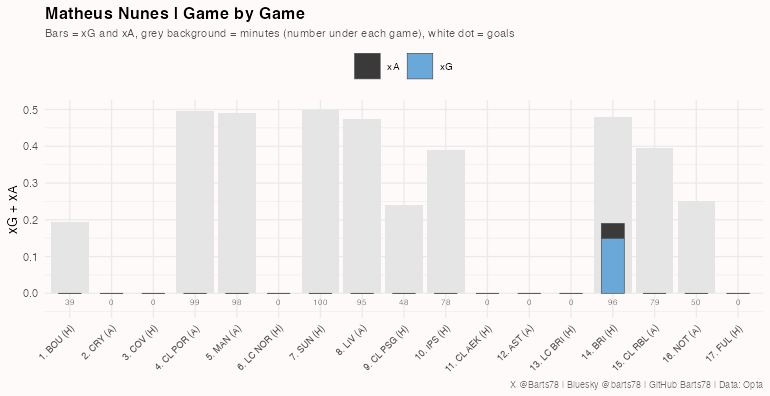 Matheus Nunes | Game by Game
Bars = xG and xA, grey background = minutes (number under each game), white dot = goals
xA xG
xG + xA
0.5
0.4
0.3
0.2
0.1
0.0
39 0 0 99 98 0 100 95 48 78 0 0 0 96 79 50 0
1. BOU (H)
2. CRY (A)
3. COV (H)
4. CL POR (A)
5. MAN (A)
6. LC NOR (H)
7. SUN (H)
8. LIV (A)
9. CL PSG (H)
10. IPS (H)
11. CL AEK (H)
12. AST (A)
13. LC BRI (H)
14. BRI (H)
15. CL RBL (A)
16. NOT (A)
17. FUL (H)
X @Barts78 | Bluesky @barts78 | GitHub Barts78 | Data: Opta